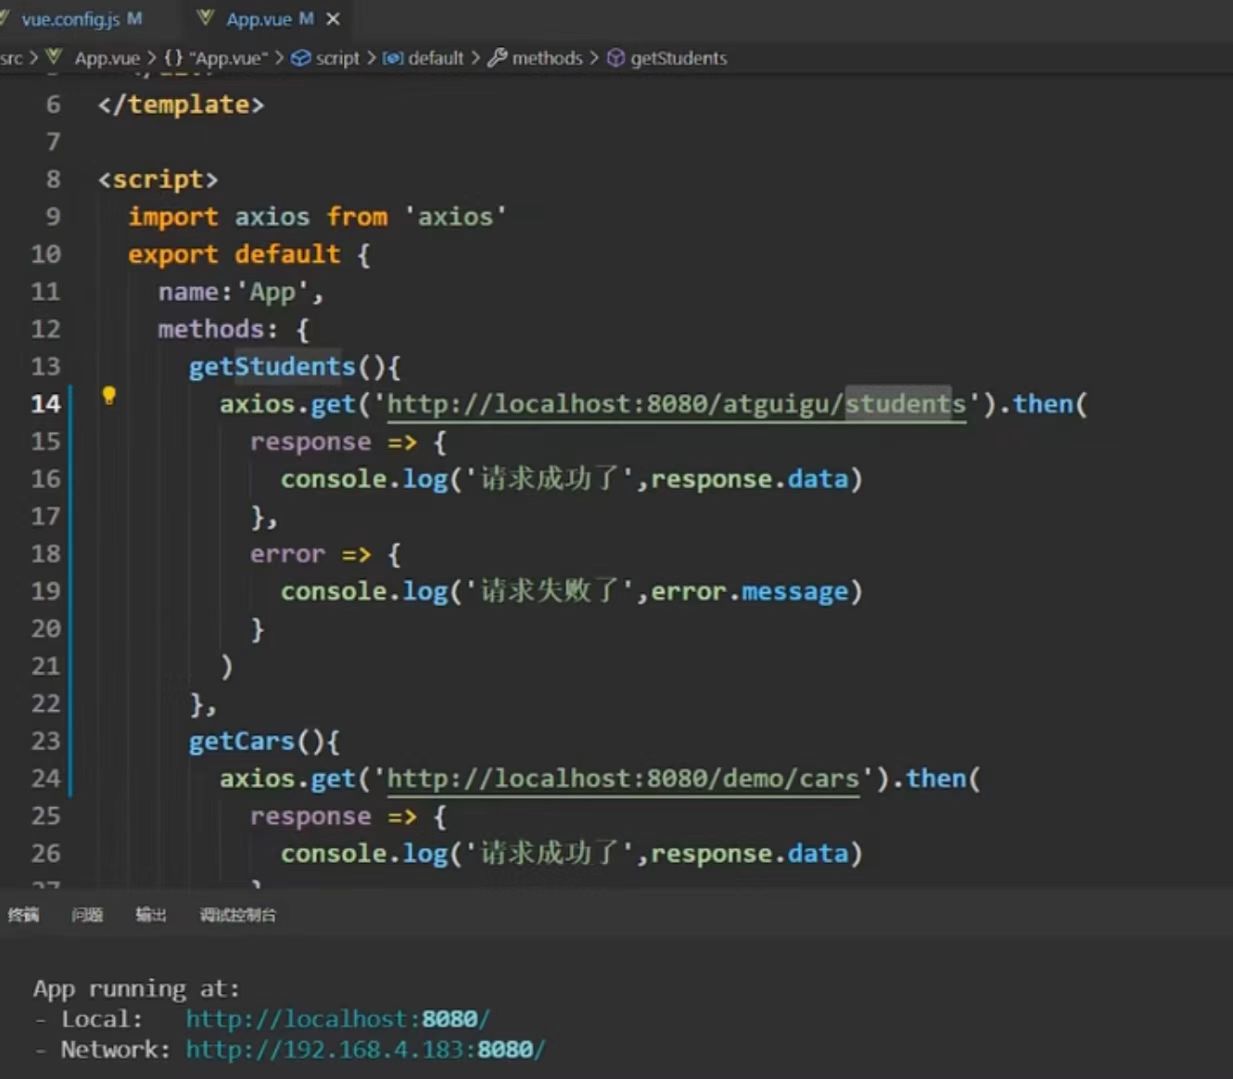 vue.config.js M App.vue M ×
src > App.vue > {} "App.vue" > script > default > methods > getStudents
6 </template>
7
8 <script>
9 import axios from 'axios'
10 export default {
11 name:'App',
12 methods: {
13 getStudents(){
14 axios.get('http://localhost:8080/atguigu/students').then(
15 response => {
16 console.log('请求成功了',response.data)
17 },
18 error => {
19 console.log('请求失败了',error.message)
20 }
21 )
22 },
23 getCars(){
24 axios.get('http://localhost:8080/demo/cars').then(
25 response => {
26 console.log('请求成功了',response.data)
终端 问题 输出 调试控制台
App running at:
- Local: http://localhost:8080/
- Network: http://192.168.4.183:8080/